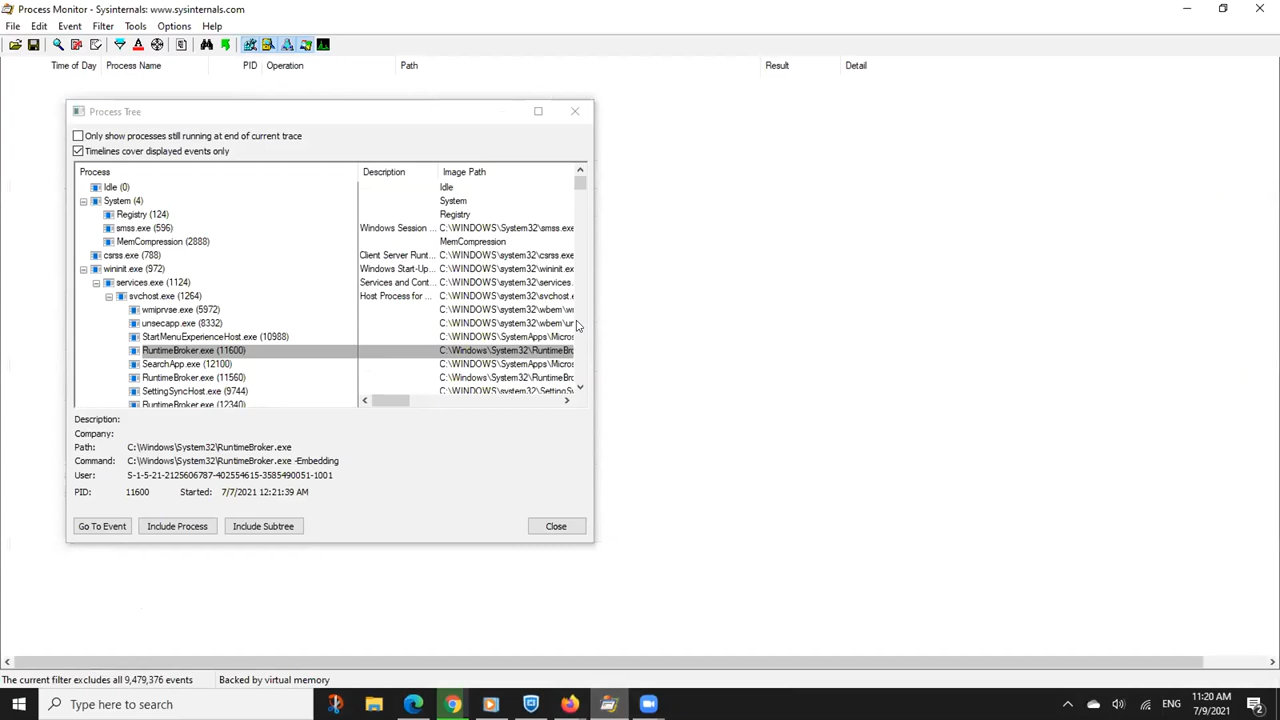 Process Monitor - Sysinternals: www.sysinternals.com
File Edit Event Filter Tools Options Help
Time of Day Process Name PID Operation Path Result Detail
Process Tree
Only show processes still running at end of current trace
Timelines cover displayed events only
Process Description Image Path
Idle (0) Idle
System (4) System
Registry (124) Registry
smss.exe (596) Windows Session ... C:\WINDOWS\System32\smss.exe
MemCompression (2888) MemCompression
csrss.exe (788) Client Server Runt... C:\WINDOWS\system32\csrss.exe
wininit.exe (972) Windows Start-Up... C:\WINDOWS\system32\wininit.exe
services.exe (1124) Services and Cont... C:\WINDOWS\system32\services.
svchost.exe (1264) Host Process for ... C:\WINDOWS\system32\svchost.e
wmiprvse.exe (5972) C:\WINDOWS\system32\wbem\wm
unsecapp.exe (8332) C:\WINDOWS\system32\wbem\un
StartMenuExperienceHost.exe (10988) C:\WINDOWS\SystemApps\Micros
RuntimeBroker.exe (11600) C:\Windows\System32\RuntimeBro
SearchApp.exe (12100) C:\WINDOWS\SystemApps\Micros
RuntimeBroker.exe (11560) C:\Windows\System32\RuntimeBro
SettingSyncHost.exe (9744) C:\WINDOWS\system32\SettingSy
RuntimeBroker.exe (12340)
Description:
Company:
Path: C:\Windows\System32\RuntimeBroker.exe
Command: C:\Windows\System32\RuntimeBroker.exe -Embedding
User: S-1-5-21-2125606787-402554615-3585490051-1001
PID: 11600 Started: 7/7/2021 12:21:39 AM
Go To Event Include Process Include Subtree Close
The current filter excludes all 9,479,376 events Backed by virtual memory
Type here to search
ENG
11:20 AM
7/9/2021
2